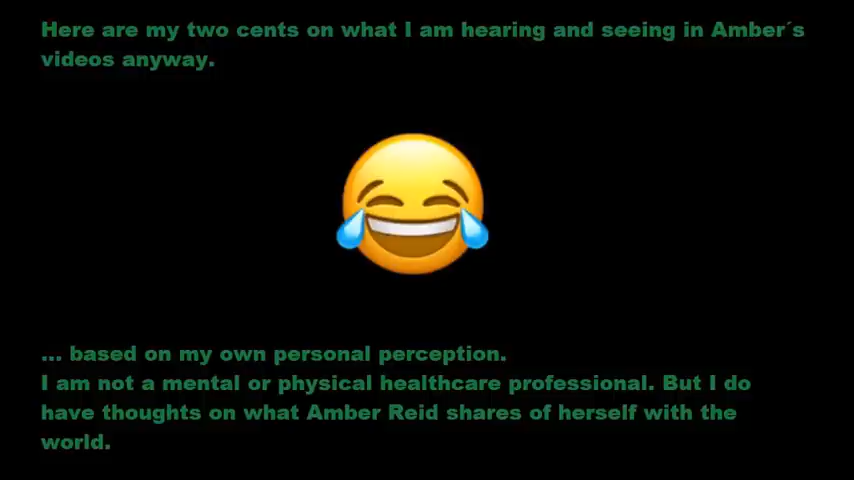 Here are my two cents on what I am hearing and seeing in Amber´s
videos anyway.
... based on my own personal perception.
I am not a mental or physical healthcare professional. But I do
have thoughts on what Amber Reid shares of herself with the
world.